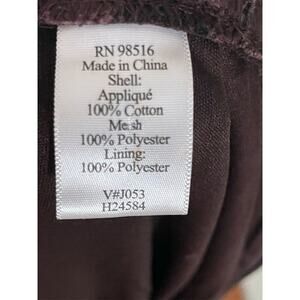 RN 98516
Made in China
Shell:
Appliqué
100% Cotton
Mesh
100% Polyester
Lining:
100% Polyester
V#J053
H24584